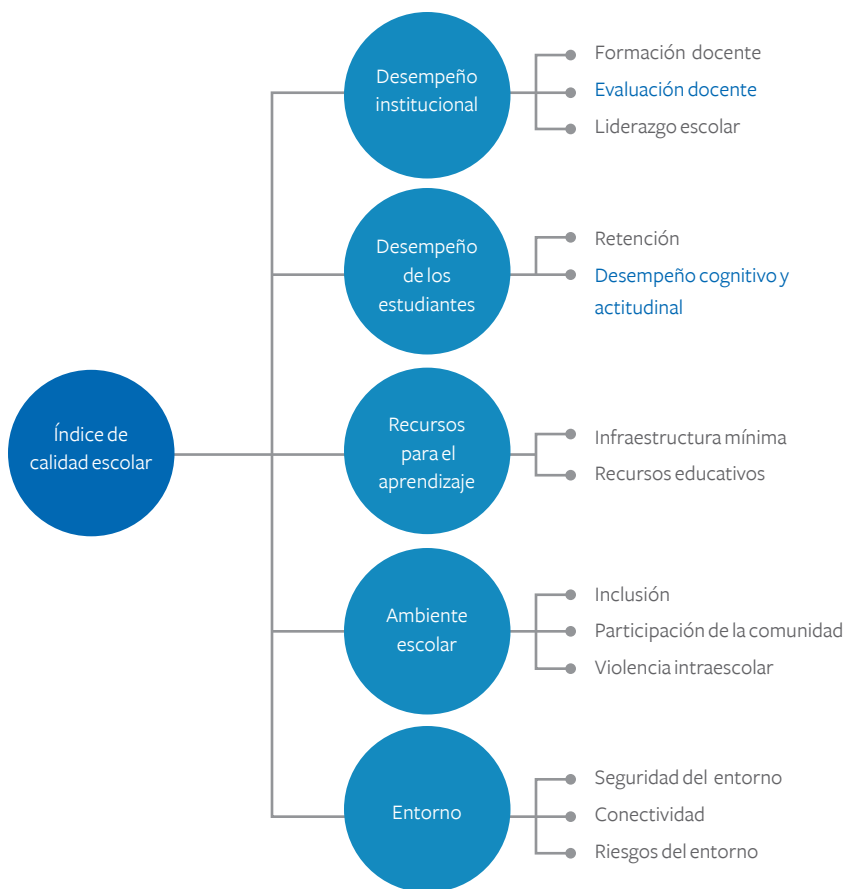 Desempeño
institucional
Formación docente
Evaluación docente
Liderazgo escolar
Desempeño
de los
estudiantes
Retención
Desempeño cognitivo y
actitudinal
Índice de
calidad escolar
Recursos
para el
aprendizaje
Infraestructura mínima
Recursos educativos
Ambiente
escolar
Inclusión
Participación de la comunidad
Violencia intraescolar
Entorno
Seguridad del entorno
Conectividad
Riesgos del entorno